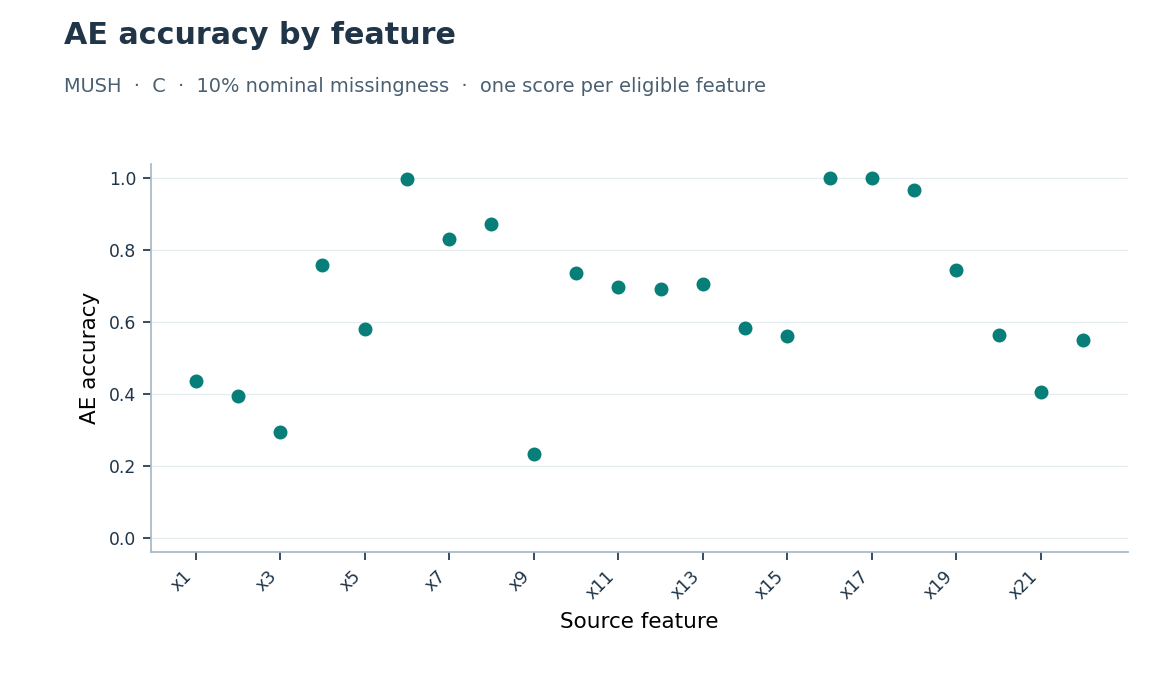 AE accuracy by feature
MUSH · C · 10% nominal missingness · one score per eligible feature
AE accuracy
1.0
0.8
0.6
0.4
0.2
0.0
x1 x3 x5 x7 x9 x11 x13 x15 x17 x19 x21
Source feature